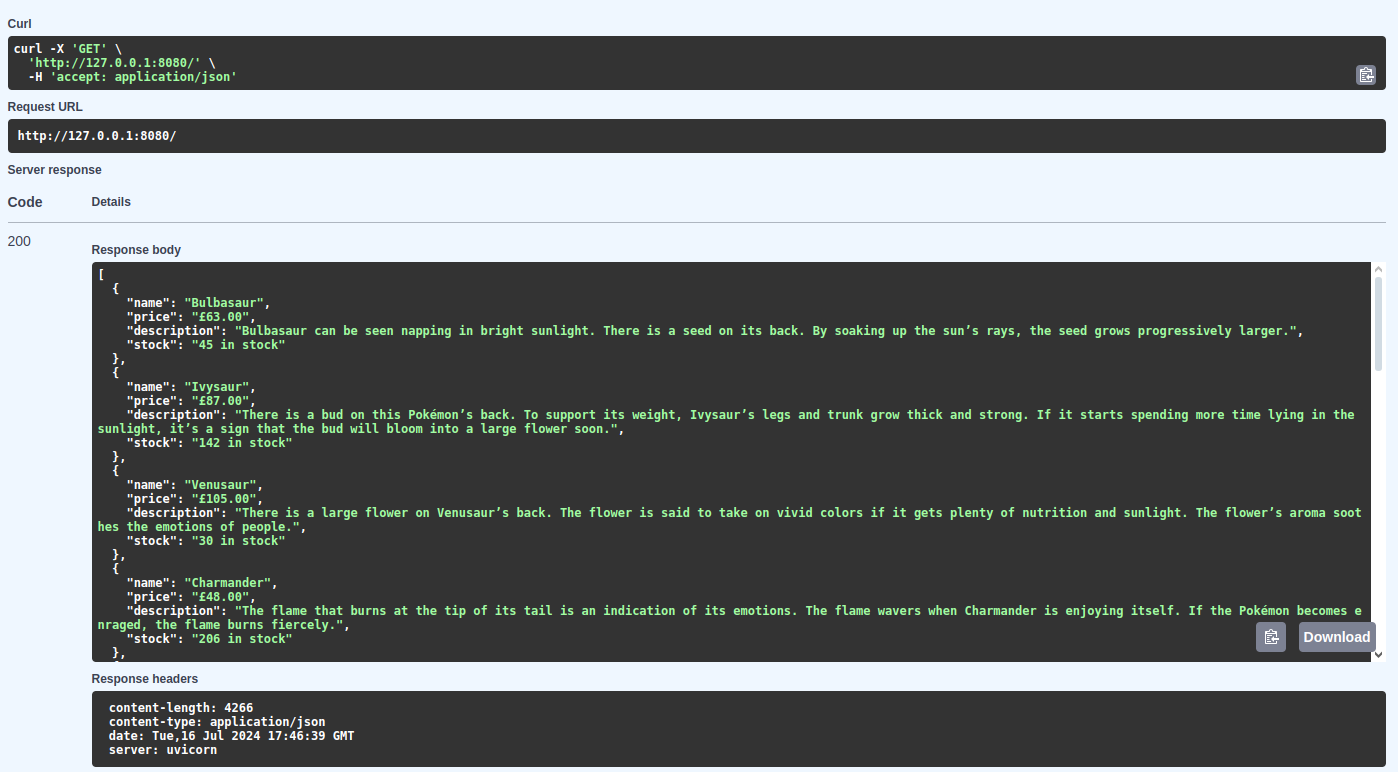 Curl
curl -X 'GET' \
  'http://127.0.0.1:8080/' \
  -H 'accept: application/json'
Request URL
http://127.0.0.1:8080/
Server response
Code Details
200
Response body
[
  {
    "name": "Bulbasaur",
    "price": "£63.00",
    "description": "Bulbasaur can be seen napping in bright sunlight. There is a seed on its back. By soaking up the sun’s rays, the seed grows progressively larger.",
    "stock": "45 in stock"
  },
  {
    "name": "Ivysaur",
    "price": "£87.00",
    "description": "There is a bud on this Pokémon’s back. To support its weight, Ivysaur’s legs and trunk grow thick and strong. If it starts spending more time lying in the
sunlight, it’s a sign that the bud will bloom into a large flower soon.",
    "stock": "142 in stock"
  },
  {
    "name": "Venusaur",
    "price": "£105.00",
    "description": "There is a large flower on Venusaur’s back. The flower is said to take on vivid colors if it gets plenty of nutrition and sunlight. The flower’s aroma soot
hes the emotions of people.",
    "stock": "30 in stock"
  },
  {
    "name": "Charmander",
    "price": "£48.00",
    "description": "The flame that burns at the tip of its tail is an indication of its emotions. The flame wavers when Charmander is enjoying itself. If the Pokémon becomes e
nraged, the flame burns fiercely.",
    "stock": "206 in stock"
  },
Download
Response headers
content-length: 4266
content-type: application/json
date: Tue,16 Jul 2024 17:46:39 GMT
server: uvicorn